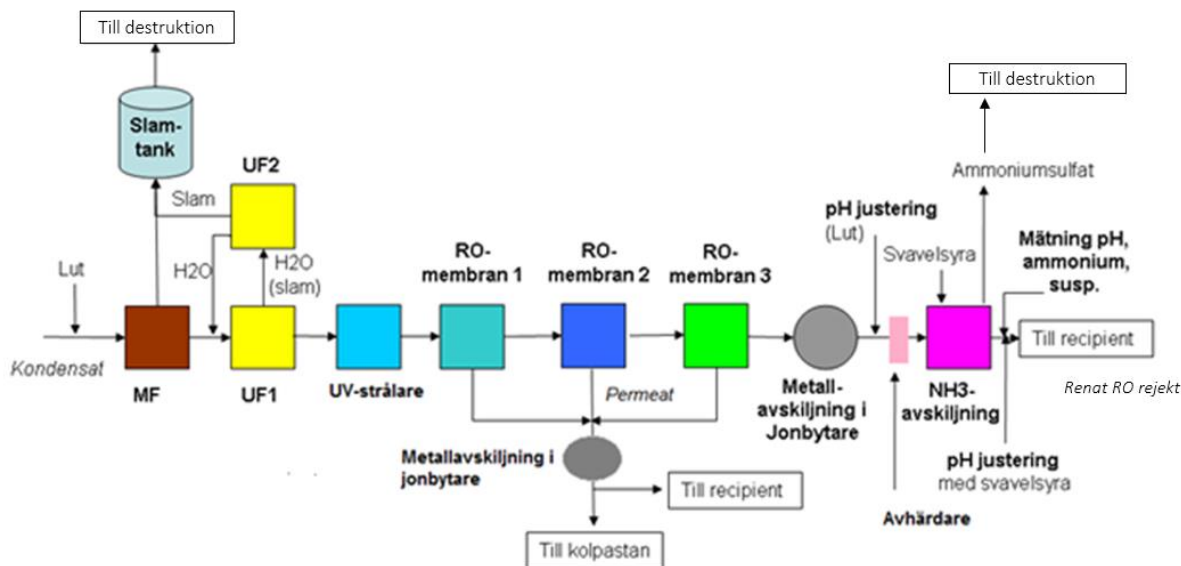 Till destruktion
Slam-
tank
UF2
Slam
H2O
H2O
(slam)
Lut
Kondensat
MF
UF1
UV-strålare
RO-
membran 1
RO-
membran 2
RO-
membran 3
Permeat
Metallavskiljning i
jonbytare
Till recipient
Till kolpastan
Metall-
avskiljning i
Jonbytare
pH justering
(Lut)
Svavelsyra
Till destruktion
Ammoniumsulfat
Mätning pH,
ammonium,
susp.
Till recipient
Renat RO rejekt
NH3-
avskiljning
pH justering
med svavelsyra
Avhärdare